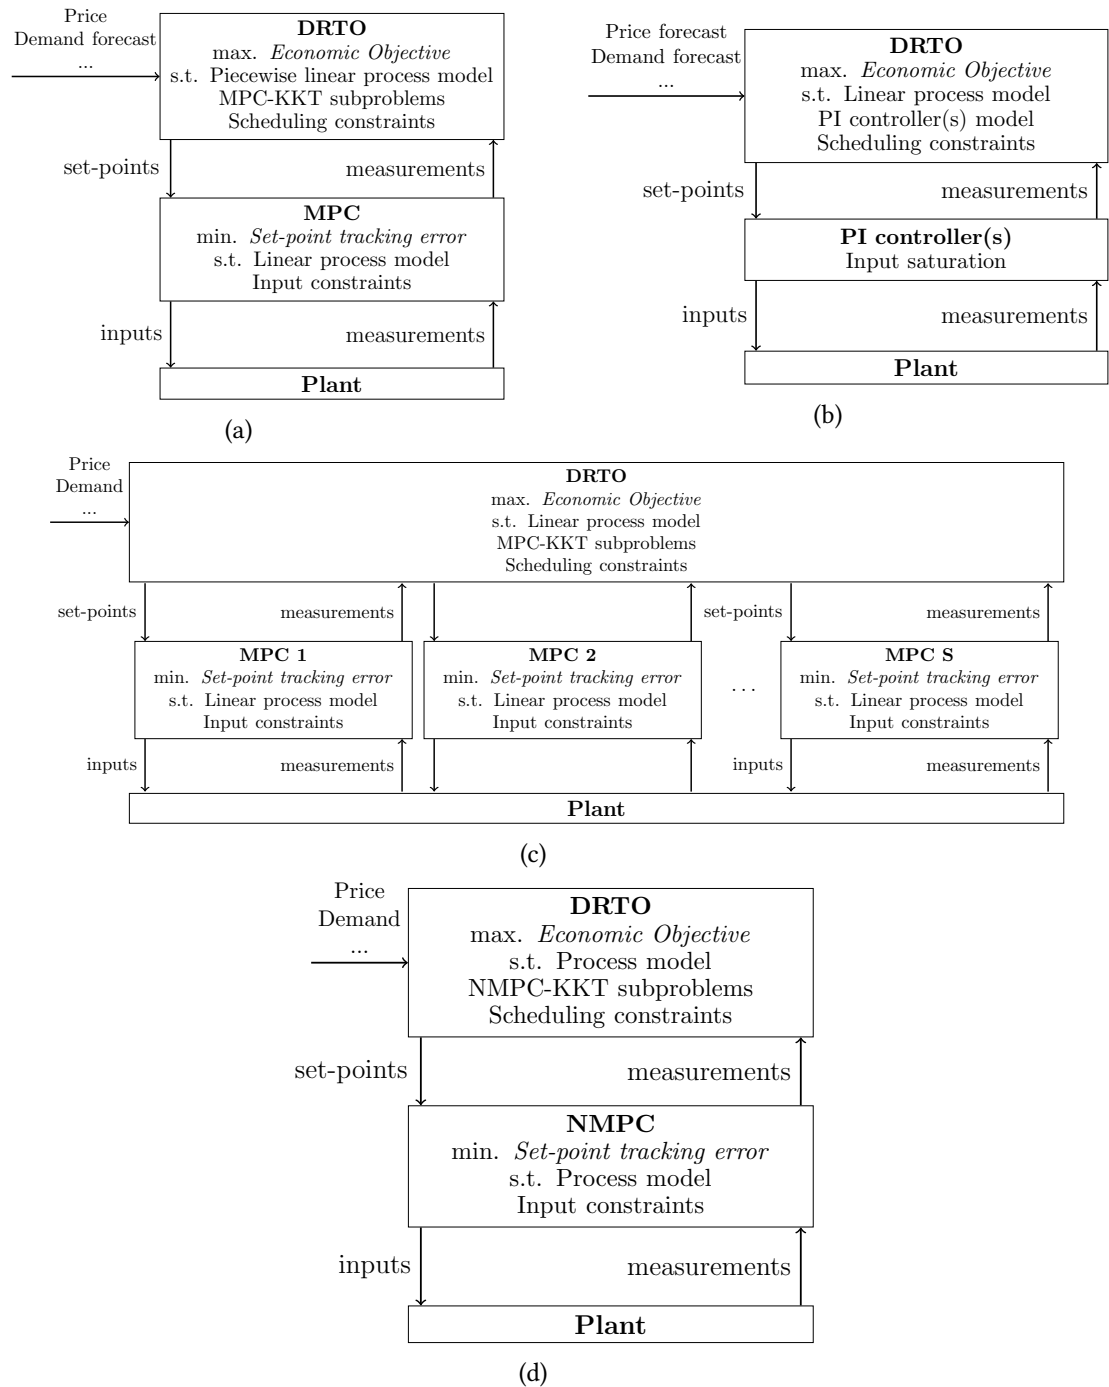 Price
Demand forecast
...
DRTO
max. Economic Objective
s.t. Piecewise linear process model
MPC-KKT subproblems
Scheduling constraints
set-points
measurements
MPC
min. Set-point tracking error
s.t. Linear process model
Input constraints
inputs
measurements
Plant
(a)
Price forecast
Demand forecast
...
DRTO
max. Economic Objective
s.t. Linear process model
PI controller(s) model
Scheduling constraints
set-points
measurements
PI controller(s)
Input saturation
inputs
measurements
Plant
(b)
Price
Demand
...
DRTO
max. Economic Objective
s.t. Linear process model
MPC-KKT subproblems
Scheduling constraints
set-points
measurements
set-points
measurements
MPC 1
min. Set-point tracking error
s.t. Linear process model
Input constraints
MPC 2
min. Set-point tracking error
s.t. Linear process model
Input constraints
...
MPC S
min. Set-point tracking error
s.t. Linear process model
Input constraints
inputs
measurements
inputs
measurements
Plant
(c)
Price
Demand
...
DRTO
max. Economic Objective
s.t. Process model
NMPC-KKT subproblems
Scheduling constraints
set-points
measurements
NMPC
min. Set-point tracking error
s.t. Process model
Input constraints
inputs
measurements
Plant
(d)